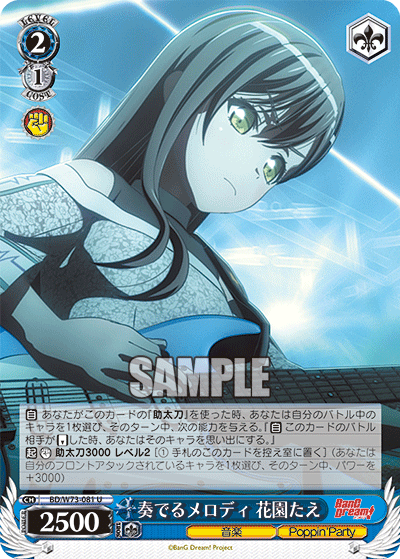 LEVEL
2
1
COST
SAMPLE
【自】 あなたがこのカードの『助太刀』を使った時、あなたは自分のバトル中の
キャラを1枚選び、そのターン中、次の能力を与える。『【自】 このカードのバトル
相手が【リバース】した時、あなたはそのキャラを思い出にする。』
【起】 助太刀3000 レベル2 [① 手札のこのカードを控え室に置く] (あなたは
自分のフロントアタックされているキャラを1枚選び、そのターン中、パワーを
+3000)
CH BD/W73-081 U
2500
奏でるメロディ 花園たえ
BanG Dream!
音楽
Poppin'Party
©BanG Dream! Project